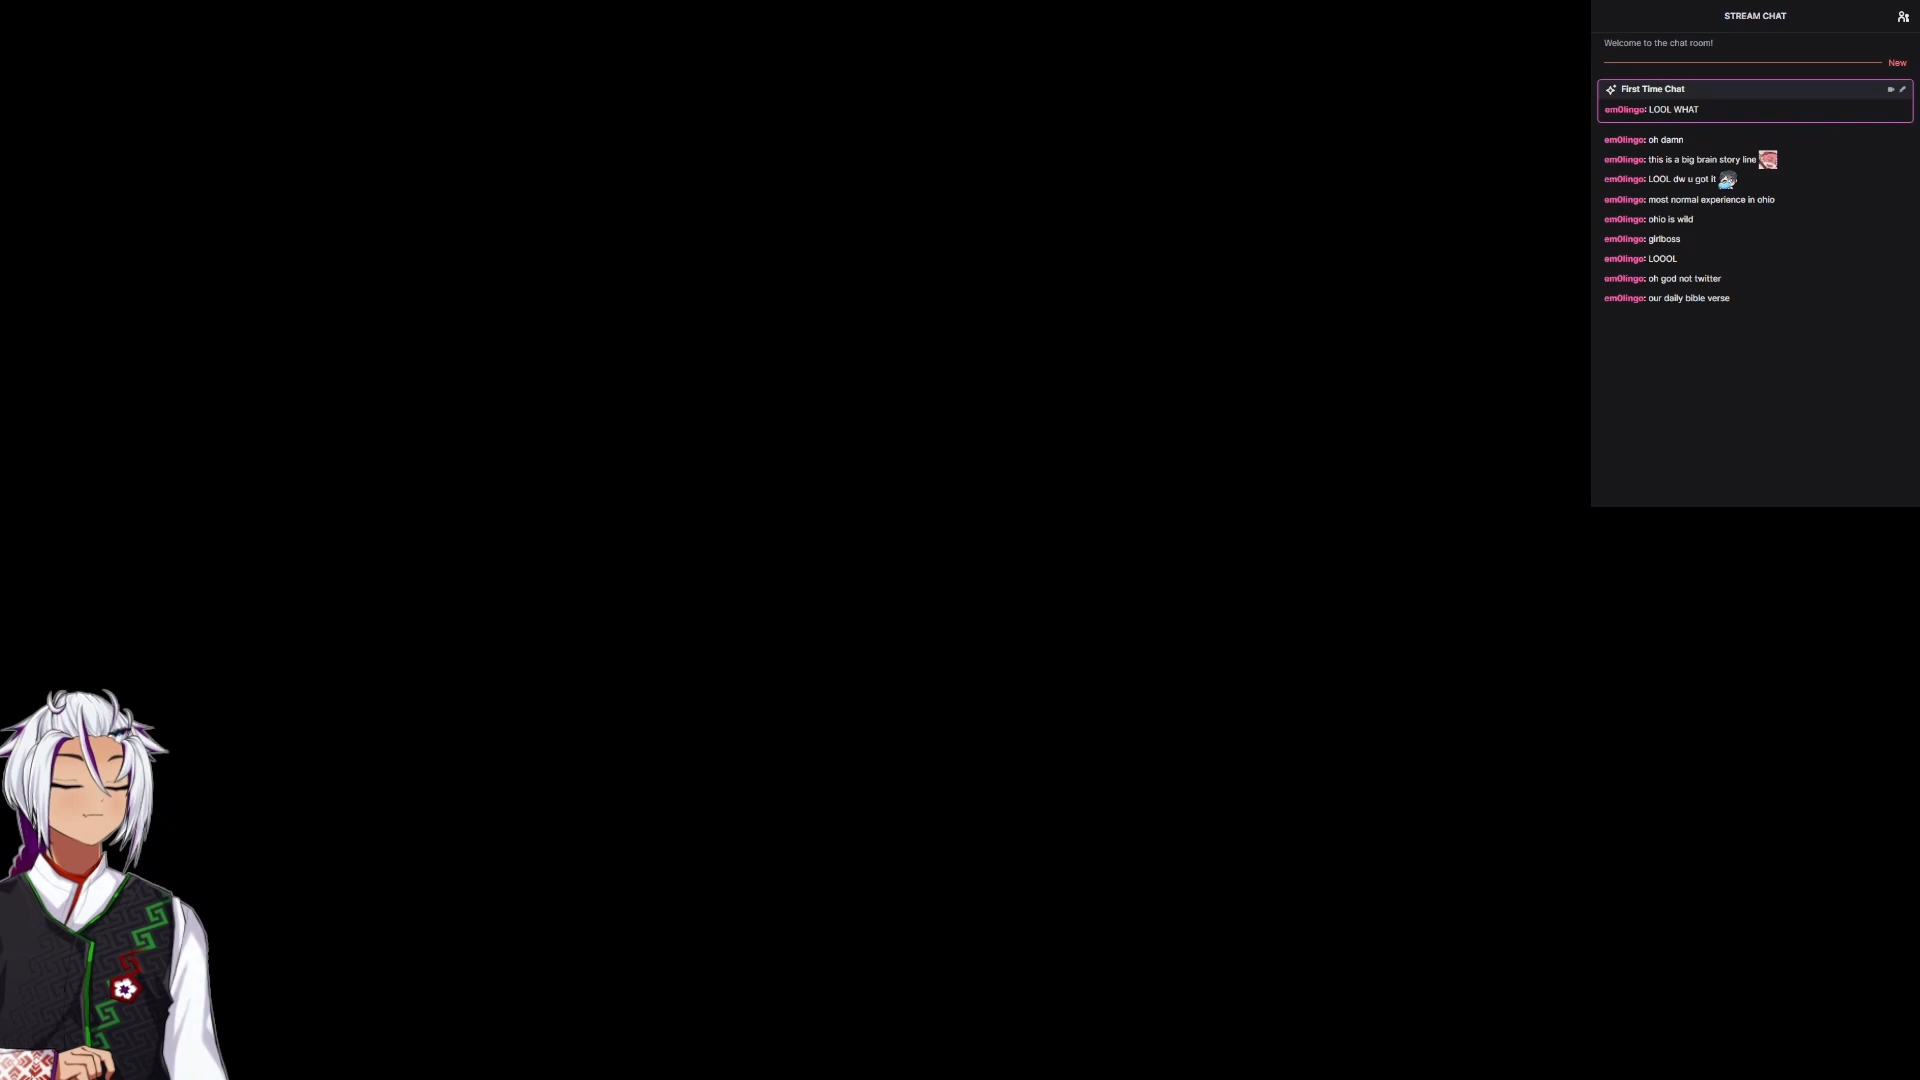 STREAM CHAT
Welcome to the chat room!
New
First Time Chat
em0lingo: LOOL WHAT
em0lingo: oh damn
em0lingo: this is a big brain story line
em0lingo: LOOL dw u got it
em0lingo: most normal experience in ohio
em0lingo: ohio is wild
em0lingo: girlboss
em0lingo: LOOOL
em0lingo: oh god not twitter
em0lingo: our daily bible verse